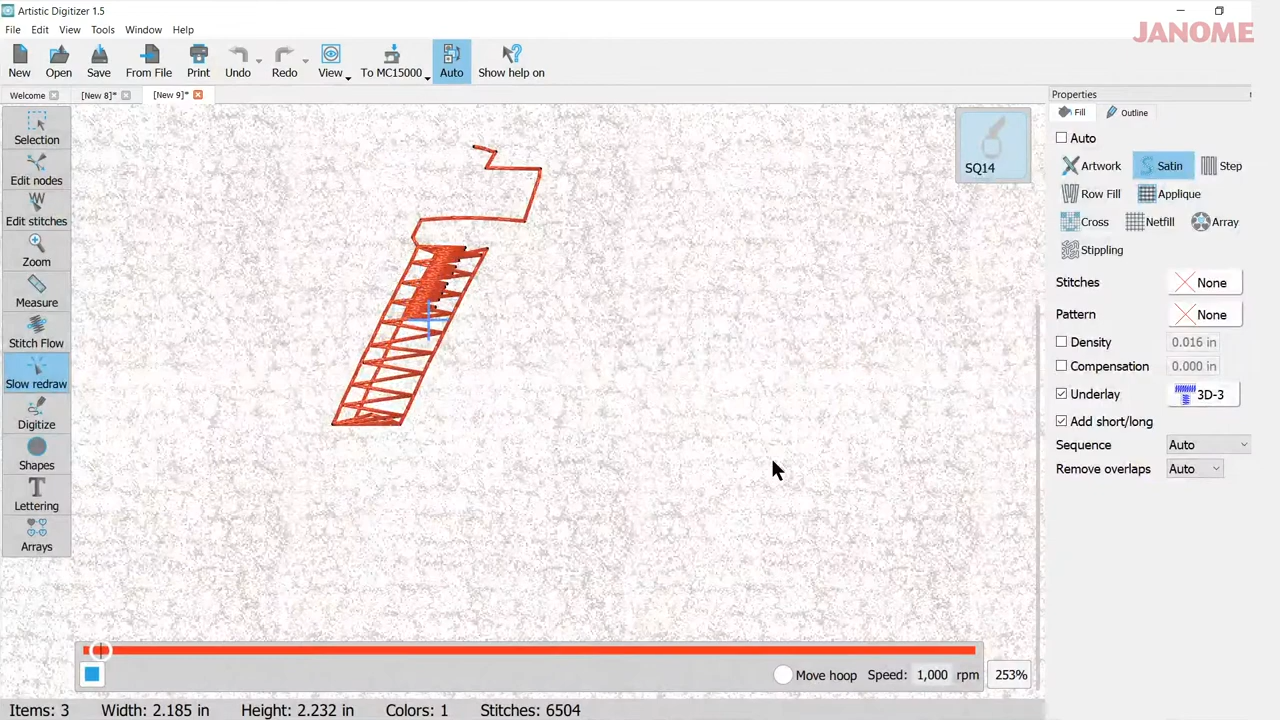 Artistic Digitizer 1.5
JANOME
File Edit View Tools Window Help
New Open Save From File Print Undo Redo View To MC15000 Auto Show help on
Welcome [New 8]* [New 9]*
Selection
Edit nodes
Edit stitches
Zoom
Measure
Stitch Flow
Slow redraw
Digitize
Shapes
Lettering
Arrays
SQ14
Properties
Fill Outline
Auto
Artwork Satin Step
Row Fill Applique
Cross Netfill Array
Stippling
Stitches None
Pattern None
Density 0.016 in
Compensation 0.000 in
Underlay 3D-3
Add short/long
Sequence Auto
Remove overlaps Auto
Move hoop Speed: 1,000 rpm 253%
Items: 3 Width: 2.185 in Height: 2.232 in Colors: 1 Stitches: 6504